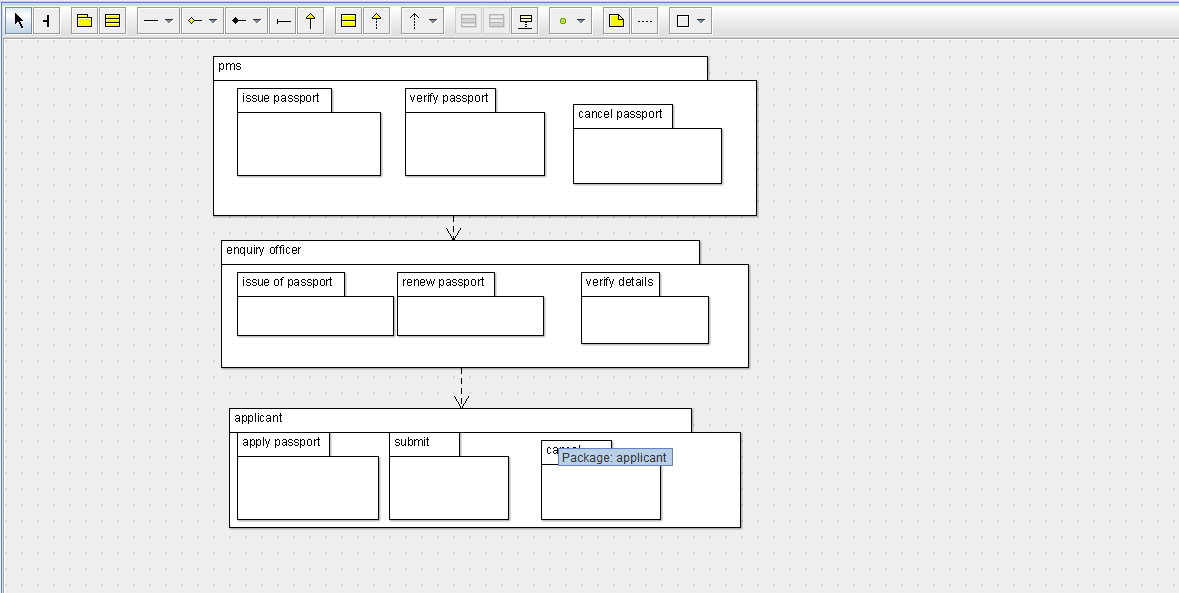 pms
issue passport
verify passport
cancel passport
enquiry officer
issue of passport
renew passport
verify details
applicant
apply passport
submit
Package: applicant